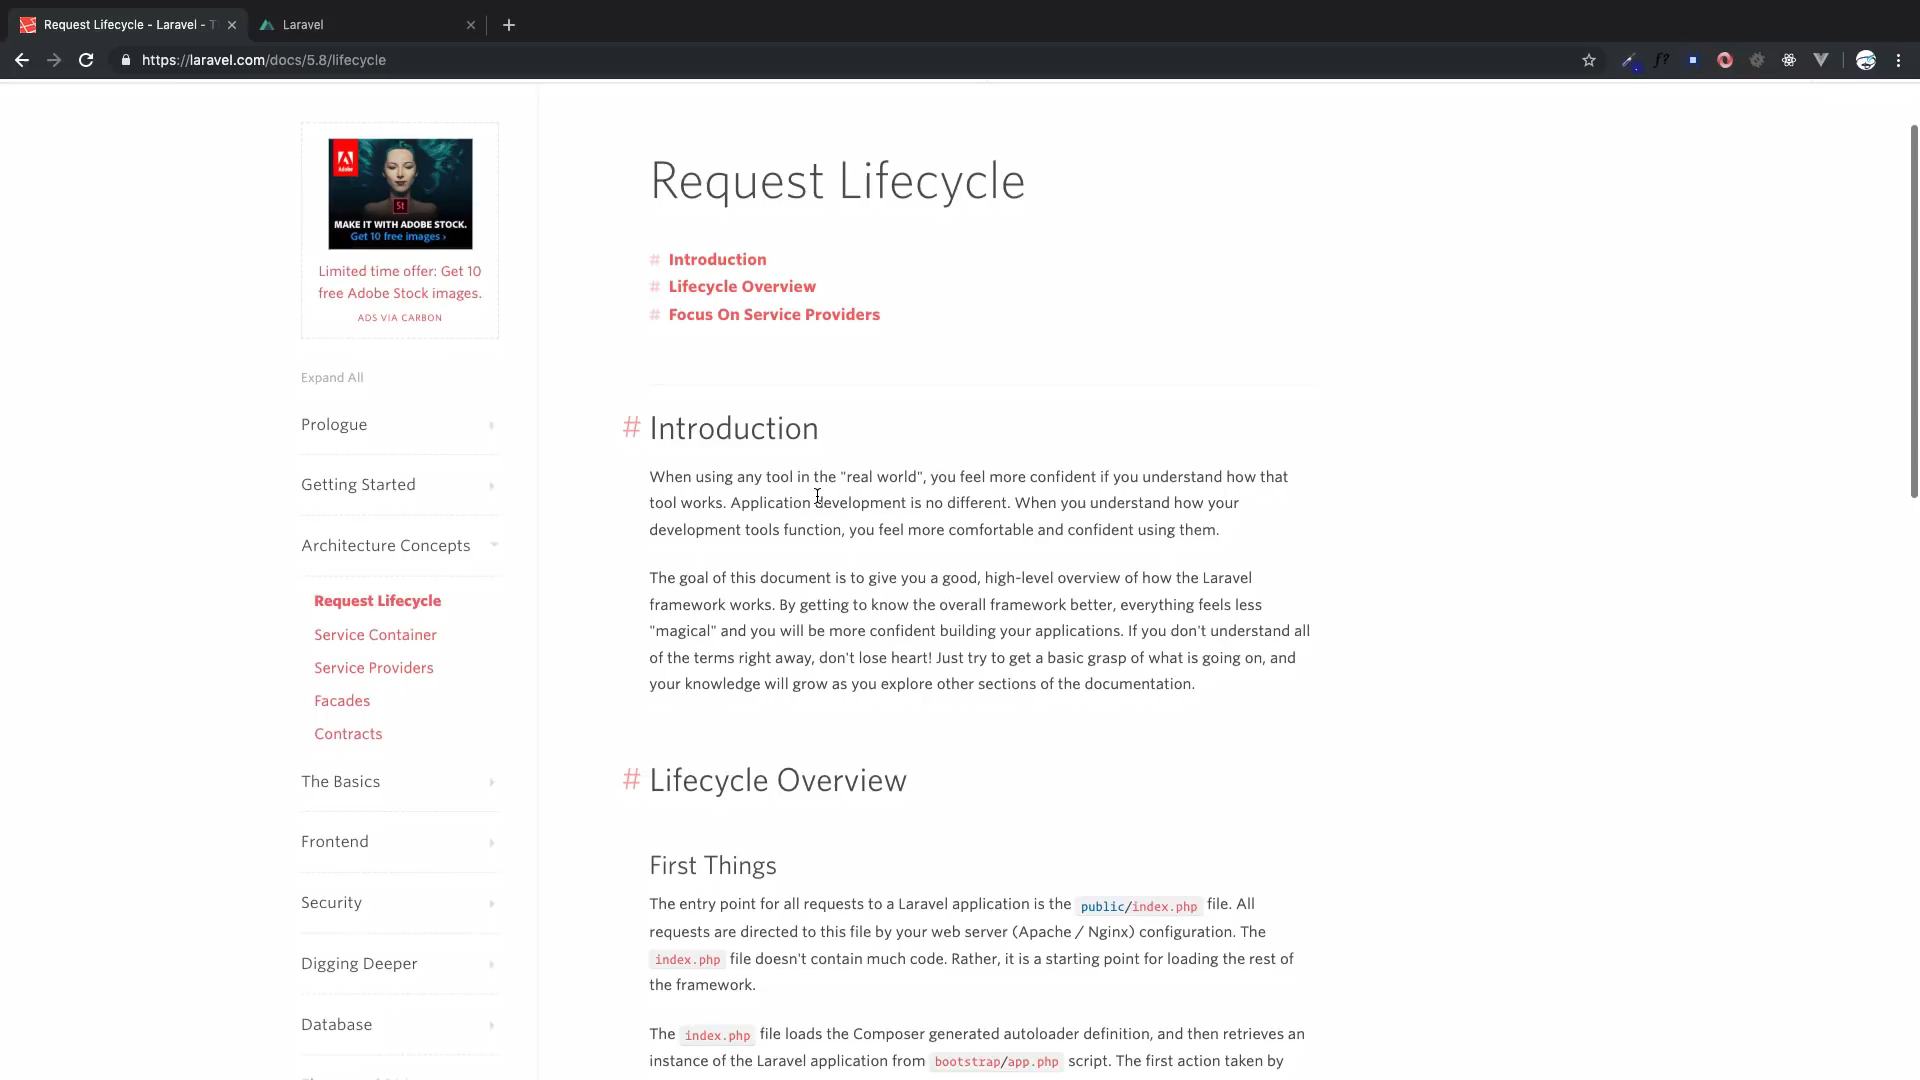 Request Lifecycle - Laravel - T
Laravel
https://laravel.com/docs/5.8/lifecycle
f?
Adobe
St
MAKE IT WITH ADOBE STOCK.
Get 10 free images ›
Limited time offer: Get 10
free Adobe Stock images.
ADS VIA CARBON
Expand All
Prologue
Getting Started
Architecture Concepts
Request Lifecycle
Service Container
Service Providers
Facades
Contracts
The Basics
Frontend
Security
Digging Deeper
Database
Request Lifecycle
# Introduction
# Lifecycle Overview
# Focus On Service Providers
# Introduction
When using any tool in the "real world", you feel more confident if you understand how that
tool works. Application development is no different. When you understand how your
development tools function, you feel more comfortable and confident using them.
The goal of this document is to give you a good, high-level overview of how the Laravel
framework works. By getting to know the overall framework better, everything feels less
"magical" and you will be more confident building your applications. If you don't understand all
of the terms right away, don't lose heart! Just try to get a basic grasp of what is going on, and
your knowledge will grow as you explore other sections of the documentation.
# Lifecycle Overview
First Things
The entry point for all requests to a Laravel application is the public/index.php file. All
requests are directed to this file by your web server (Apache / Nginx) configuration. The
index.php file doesn't contain much code. Rather, it is a starting point for loading the rest of
the framework.
The index.php file loads the Composer generated autoloader definition, and then retrieves an
instance of the Laravel application from bootstrap/app.php script. The first action taken by